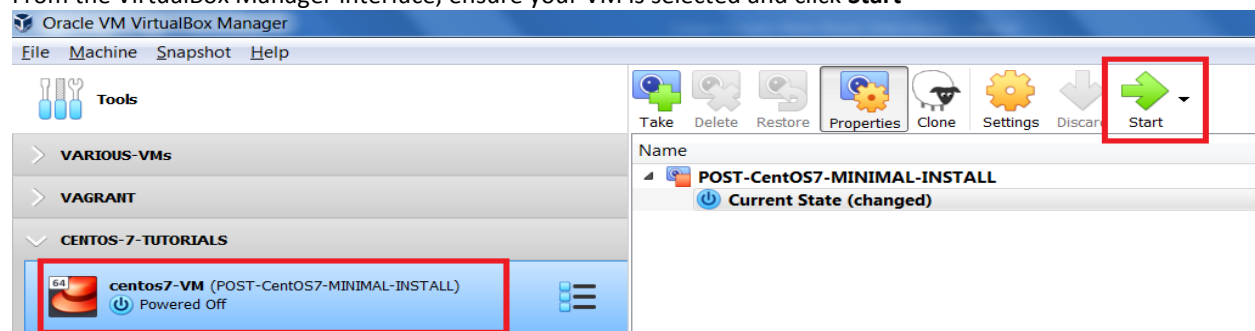 From the VirtualBox Manager interface, ensure your VM is selected and click Start
Oracle VM VirtualBox Manager
File Machine Snapshot Help
Tools
Take Delete Restore Properties Clone Settings Discar Start
VARIOUS-VMs
VAGRANT
CENTOS-7-TUTORIALS
64
centos7-VM (POST-CentOS7-MINIMAL-INSTALL)
Powered Off
Name
POST-CentOS7-MINIMAL-INSTALL
Current State (changed)